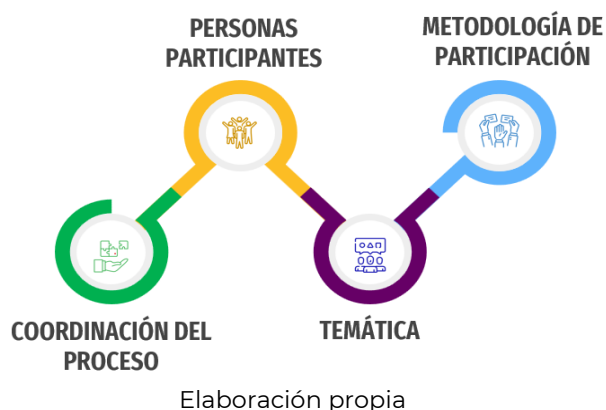 PERSONAS
PARTICIPANTES
METODOLOGÍA DE
PARTICIPACIÓN
COORDINACIÓN DEL
PROCESO
TEMÁTICA
Elaboración propia